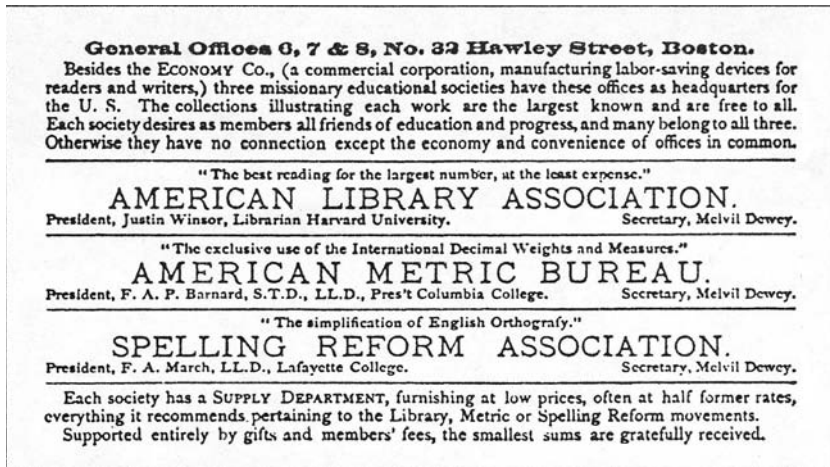 General Offices 6, 7 & 8, No. 32 Hawley Street, Boston.
Besides the ECONOMY Co., (a commercial corporation, manufacturing labor-saving devices for
readers and writers,) three missionary educational societies have these offices as headquarters for
the U. S. The collections illustrating each work are the largest known and are free to all.
Each society desires as members all friends of education and progress, and many belong to all three.
Otherwise they have no connection except the economy and convenience of offices in common.
"The best reading for the largest number, at the least expense."
AMERICAN LIBRARY ASSOCIATION.
President, Justin Winsor, Librarian Harvard University. Secretary, Melvil Dewey.
"The exclusive use of the International Decimal Weights and Measures."
AMERICAN METRIC BUREAU.
President, F. A. P. Barnard, S.T.D., LL.D., Pres't Columbia College. Secretary, Melvil Dewey.
"The simplification of English Orthografy."
SPELLING REFORM ASSOCIATION.
President, F. A. March, LL.D., Lafayette College. Secretary, Melvil Dewey.
Each society has a SUPPLY DEPARTMENT, furnishing at low prices, often at half former rates,
everything it recommends pertaining to the Library, Metric or Spelling Reform movements.
Supported entirely by gifts and members' fees, the smallest sums are gratefully received.